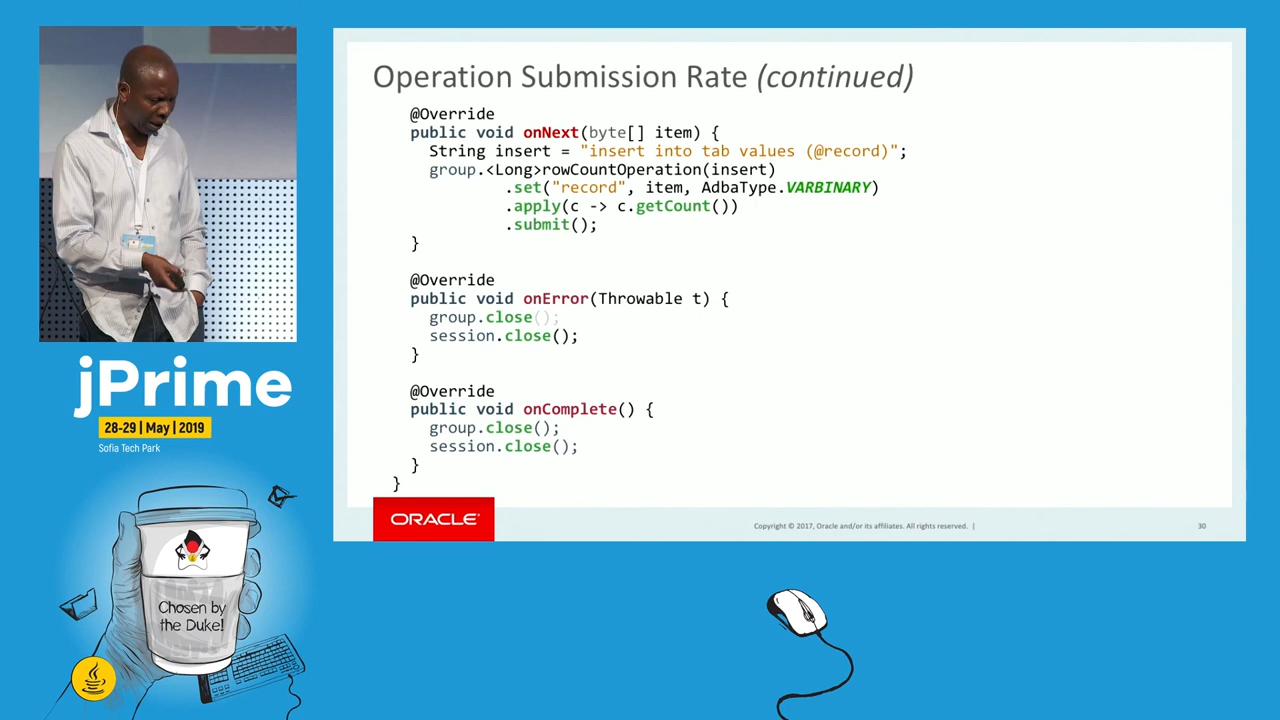 Operation Submission Rate (continued)
@Override
public void onNext(byte[] item) {
String insert = "insert into tab values (@record)";
group.<Long>rowCountOperation(insert)
.set("record", item, AdbaType.VARBINARY)
.apply(c -> c.getCount())
.submit();
}
@Override
public void onError(Throwable t) {
group.close();
session.close();
}
@Override
public void onComplete() {
group.close();
session.close();
}
}
ORACLE
Copyright © 2017, Oracle and/or its affiliates. All rights reserved. |
30
jPrime
28-29 | May | 2019
Sofia Tech Park
Chosen by
the Duke!